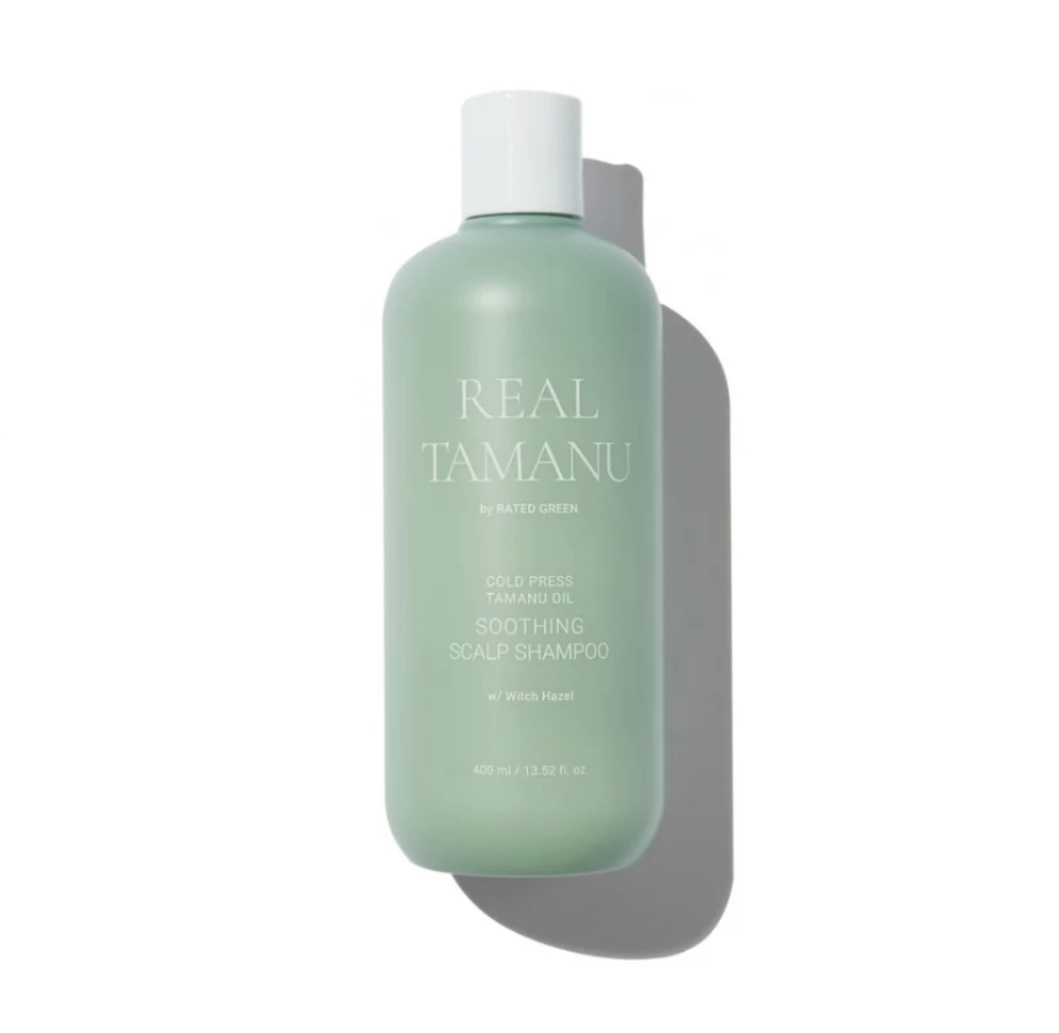 REAL
TAMANU
by RATED GREEN
COLD PRESS
TAMANU OIL
SOOTHING
SCALP SHAMPOO
w/ Witch Hazel
400 ml / 13.52 fl. oz.